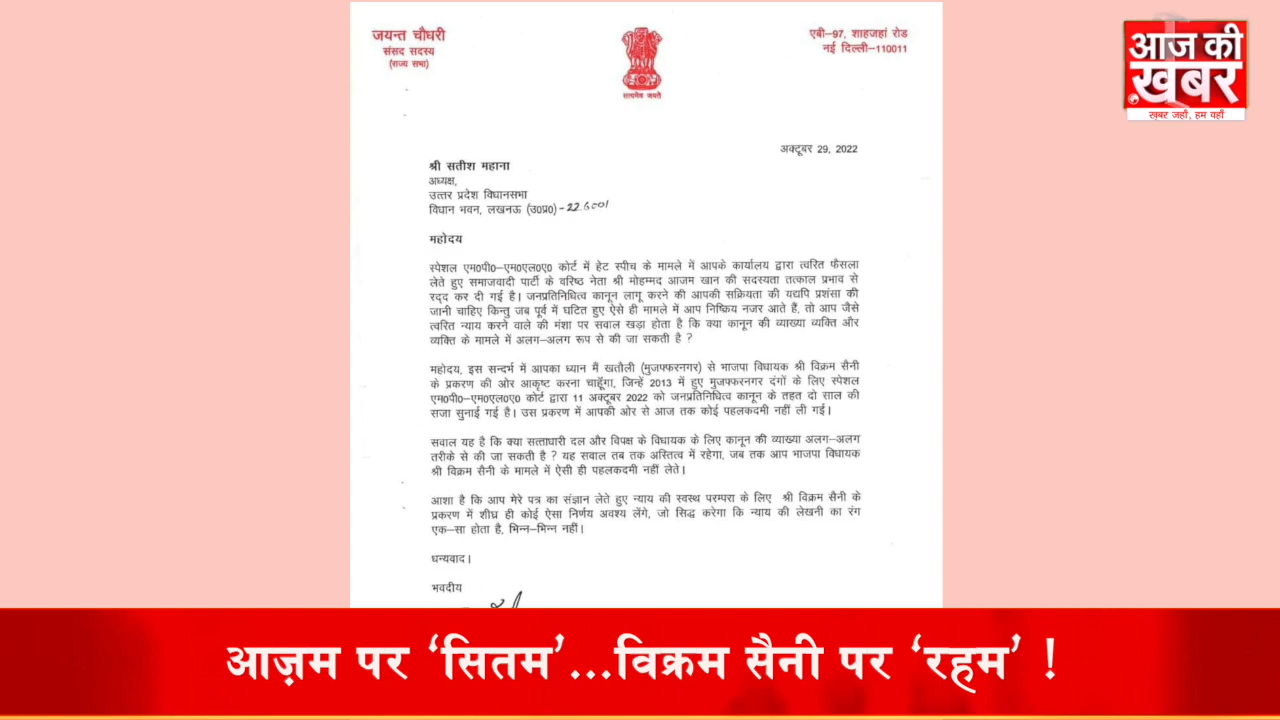 जयन्त चौधरी
संसद सदस्य
(राज्य सभा)
सत्यमेव जयते
एबी–97, शाहजहां रोड
नई दिल्ली–110011
आज की
ख़बर
ख़बर जहाँ, हम वहाँ
अक्टूबर 29, 2022
श्री सतीश महाना
अध्यक्ष,
उत्तर प्रदेश विधानसभा
विधान भवन, लखनऊ (उ0प्र0) -226001
महोदय
स्पेशल एम0पी0–एम0एल0ए0 कोर्ट में हेट स्पीच के मामले में आपके कार्यालय द्वारा त्वरित फैसला
लेते हुए समाजवादी पार्टी के वरिष्ठ नेता श्री मोहम्मद आजम खान की सदस्यता तत्काल प्रभाव से
रद्द कर दी गई है। जनप्रतिनिधित्व कानून लागू करने की आपकी सक्रियता की यद्यपि प्रशंसा की
जानी चाहिए किन्तु जब पूर्व में घटित हुए ऐसे ही मामले में आप निष्क्रिय नजर आते हैं, तो आप जैसे
त्वरित न्याय करने वाले की मंशा पर सवाल खड़ा होता है कि क्या कानून की व्याख्या व्यक्ति और
व्यक्ति के मामले में अलग–अलग रूप से की जा सकती है ?
महोदय, इस सन्दर्भ में आपका ध्यान मैं खतौली (मुजफ्फरनगर) से भाजपा विधायक श्री विक्रम सैनी
के प्रकरण की ओर आकृष्ट करना चाहूँगा, जिन्हें 2013 में हुए मुजफ्फरनगर दंगों के लिए स्पेशल
एम0पी0–एम0एल0ए0 कोर्ट द्वारा 11 अक्टूबर 2022 को जनप्रतिनिधित्व कानून के तहत दो साल की
सजा सुनाई गई है। उस प्रकरण में आपकी ओर से आज तक कोई पहलकदमी नहीं ली गई।
सवाल यह है कि क्या सत्ताधारी दल और विपक्ष के विधायक के लिए कानून की व्याख्या अलग–अलग
तरीके से की जा सकती है ? यह सवाल तब तक अस्तित्व में रहेगा, जब तक आप भाजपा विधायक
श्री विक्रम सैनी के मामले में ऐसी ही पहलकदमी नहीं लेते।
आशा है कि आप मेरे पत्र का संज्ञान लेते हुए न्याय की स्वस्थ परम्परा के लिए श्री विक्रम सैनी के
प्रकरण में शीघ्र ही कोई ऐसा निर्णय अवश्य लेंगे, जो सिद्ध करेगा कि न्याय की लेखनी का रंग
एक–सा होता है, भिन्न–भिन्न नहीं।
धन्यवाद।
भवदीय
आज़म पर ‘सितम’...विक्रम सैनी पर ‘रहम’ !